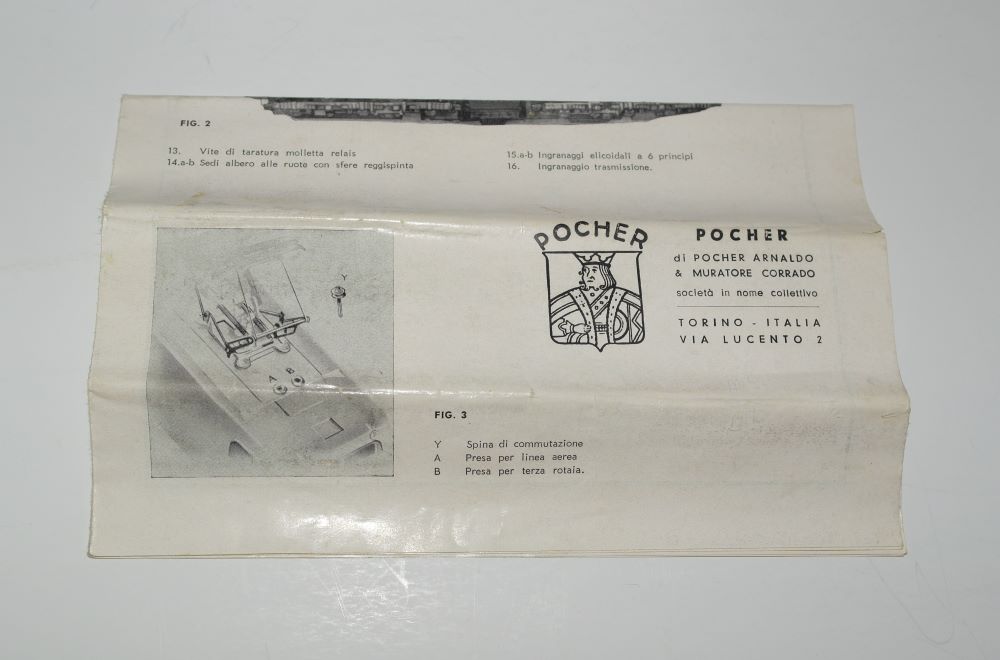 FIG. 2
13. Vite di taratura molletta relais
14.a-b Sedi albero alle ruote con sfere reggispinta
15.a-b Ingranaggi elicoidali a 6 principi
16. Ingranaggio trasmissione.
Y
A B
POCHER
POCHER
di POCHER ARNALDO
& MURATORE CORRADO
società in nome collettivo
TORINO - ITALIA
VIA LUCENTO 2
FIG. 3
Y Spina di commutazione
A Presa per linea aerea
B Presa per terza rotaia.